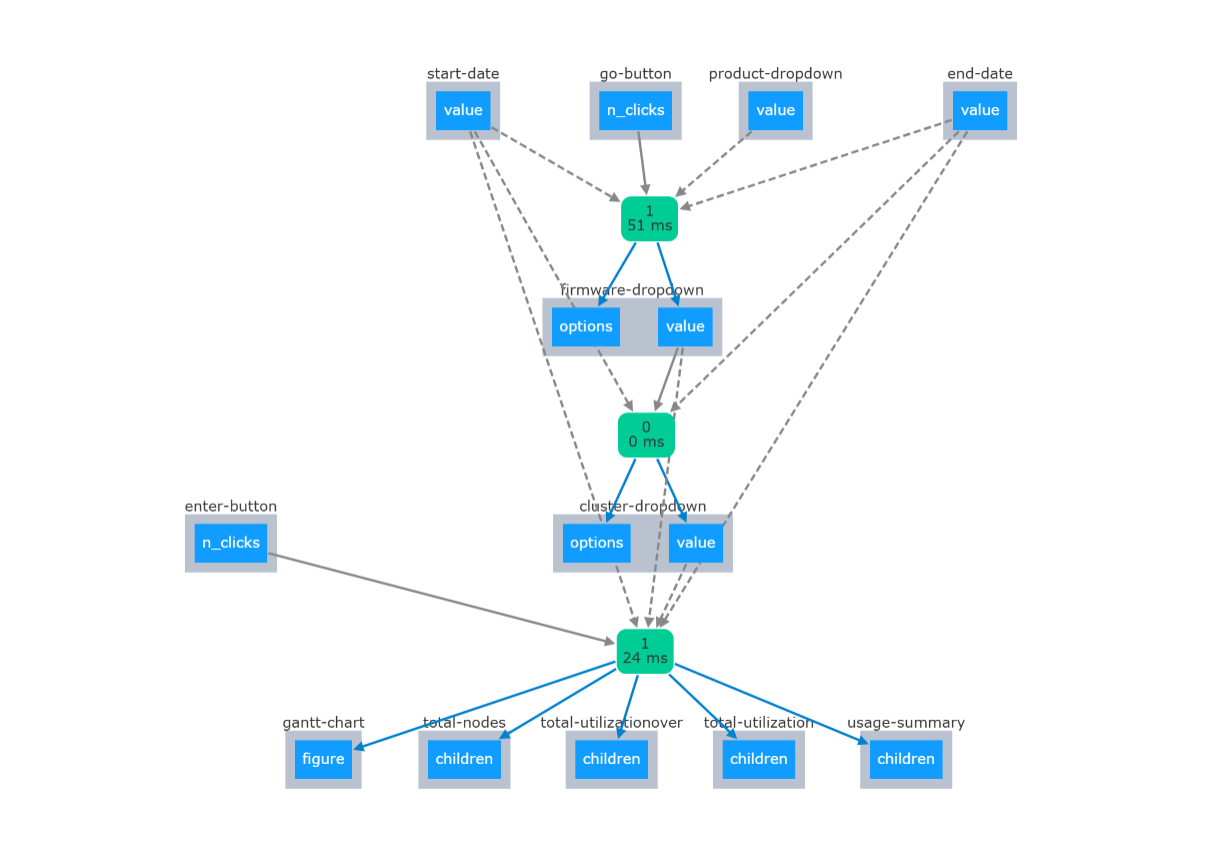 start-date
go-button
product-dropdown
end-date
value
n_clicks
value
value
1
51 ms
firmware-dropdown
options
value
0
0 ms
enter-button
cluster-dropdown
n_clicks
options
value
1
24 ms
gantt-chart
total-nodes
total-utilizationover
total-utilization
usage-summary
figure
children
children
children
children